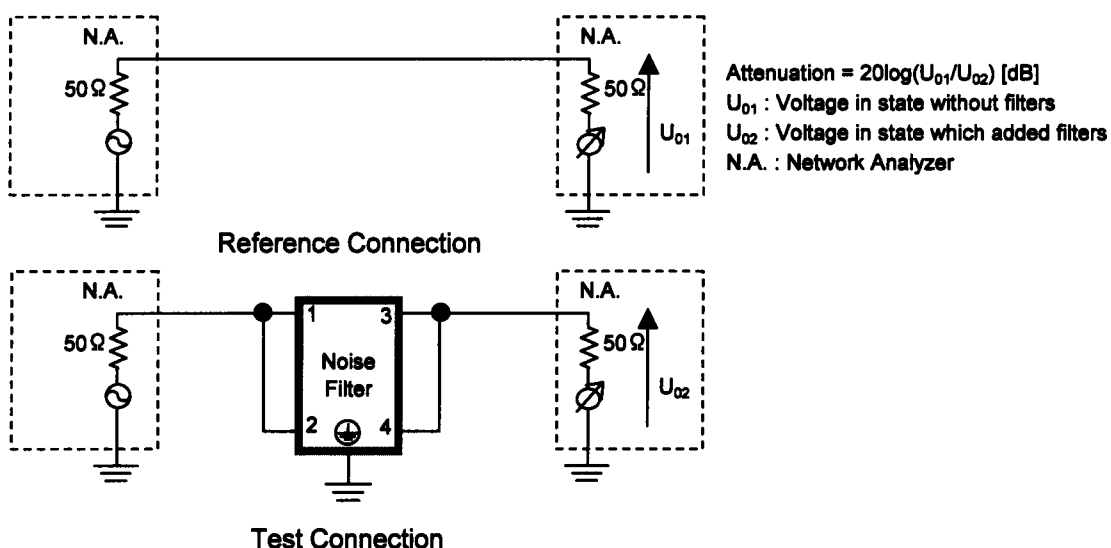 N.A.
N.A.
50Ω
50Ω
U01
Attenuation = 20log(U01/U02) [dB]
U01 : Voltage in state without filters
U02 : Voltage in state which added filters
N.A. : Network Analyzer
Reference Connection
N.A.
N.A.
50Ω
1
3
50Ω
Noise
Filter
U02
2
4
Test Connection